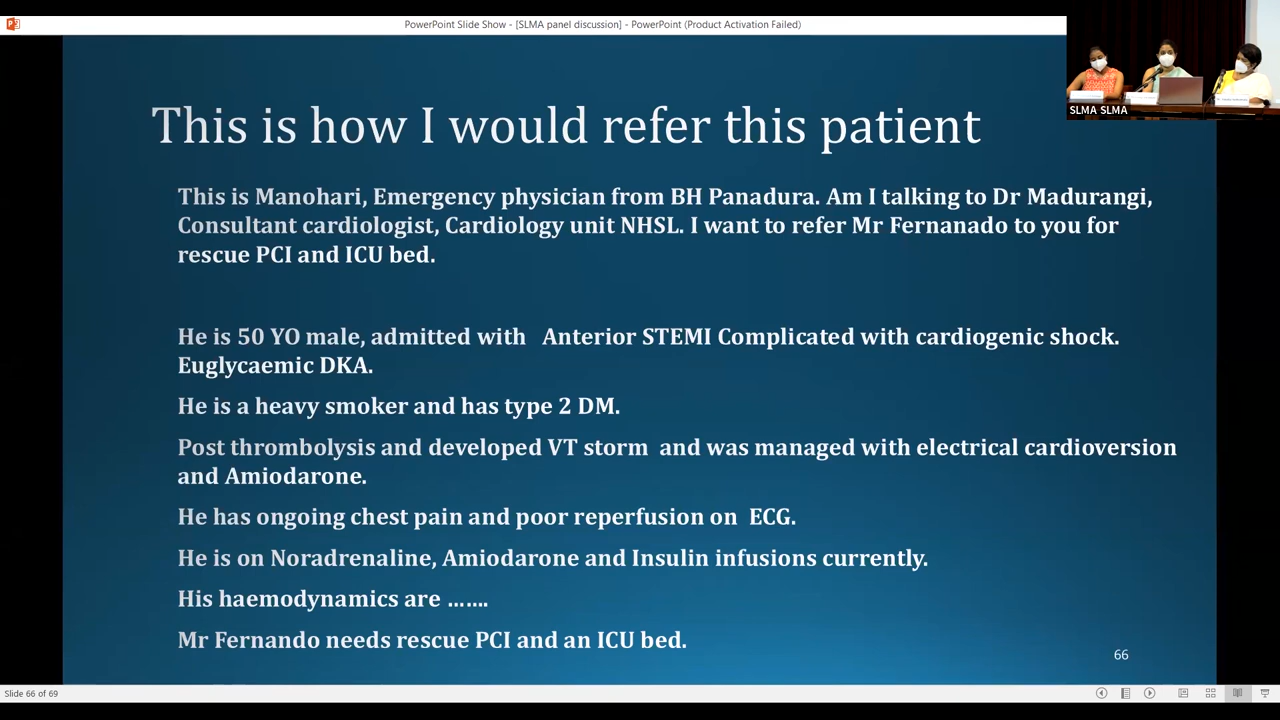 PowerPoint Slide Show - [SLMA panel discussion] - PowerPoint (Product Activation Failed)
SLMA SLMA
This is how I would refer this patient
This is Manohari, Emergency physician from BH Panadura. Am I talking to Dr Madurangi,
Consultant cardiologist, Cardiology unit NHSL. I want to refer Mr Fernanado to you for
rescue PCI and ICU bed.
He is 50 YO male, admitted with Anterior STEMI Complicated with cardiogenic shock.
Euglycaemic DKA.
He is a heavy smoker and has type 2 DM.
Post thrombolysis and developed VT storm and was managed with electrical cardioversion
and Amiodarone.
He has ongoing chest pain and poor reperfusion on ECG.
He is on Noradrenaline, Amiodarone and Insulin infusions currently.
His haemodynamics are …….
Mr Fernando needs rescue PCI and an ICU bed.
66
Slide 66 of 69